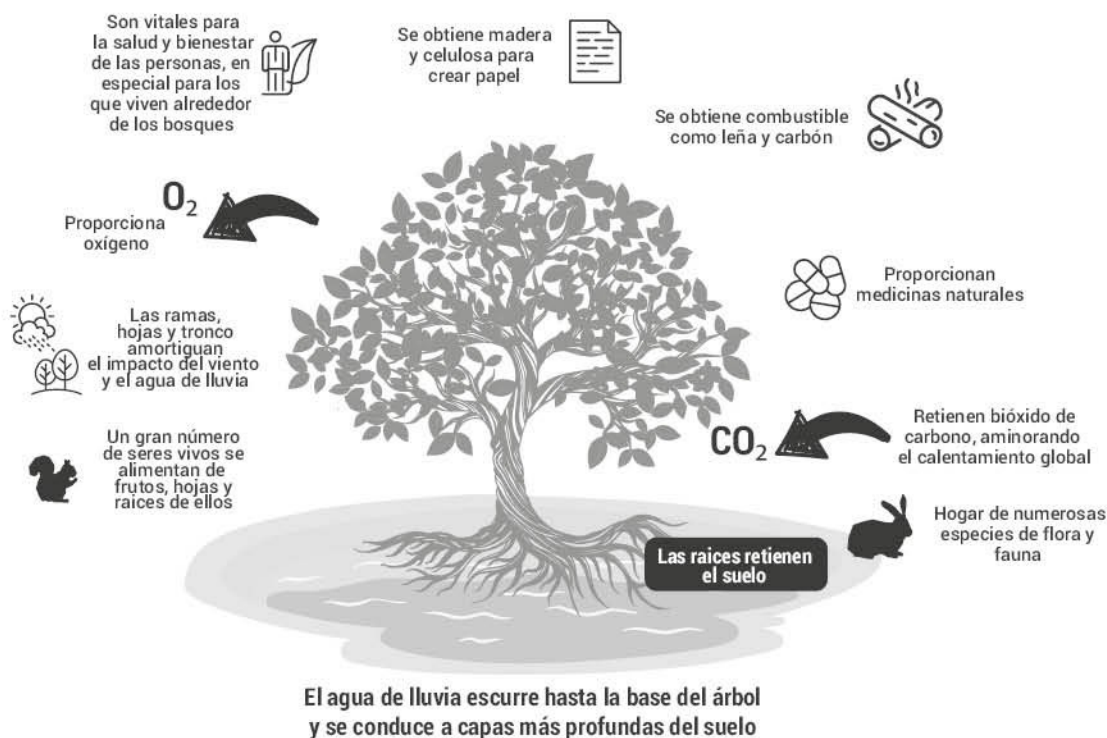 Son vitales para
la salud y bienestar
de las personas, en
especial para los
que viven alrededor
de los bosques
Se obtiene madera
y celulosa para
crear papel
Se obtiene combustible
como leña y carbón
O₂
Proporciona
oxígeno
Proporcionan
medicinas naturales
Las ramas,
hojas y tronco
amortiguan
el impacto del viento
y el agua de lluvia
CO₂
Retienen bióxido de
carbono, aminorando
el calentamiento global
Un gran número
de seres vivos se
alimentan de
frutos, hojas y
raices de ellos
Hogar de numerosas
especies de flora y
fauna
Las raices retienen
el suelo
El agua de lluvia escurre hasta la base del árbol
y se conduce a capas más profundas del suelo